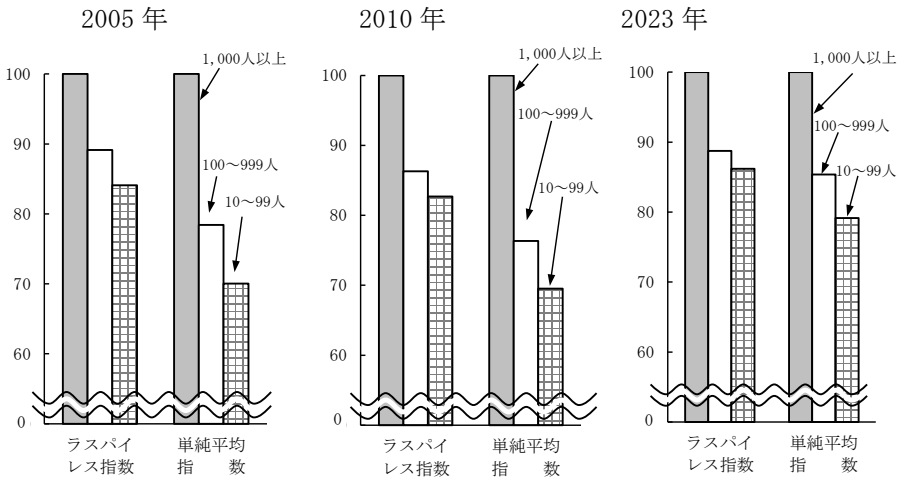 2005 年
1,000人以上
100
90
100～999人
80
10～99人
70
60
0
ラスパイ
レス指数
単純平均
指 数
2010 年
1,000人以上
100
100～999人
90
10～99人
80
70
60
0
ラスパイ
レス指数
単純平均
指 数
2023 年
1,000人以上
100
100～999人
90
10～99人
80
70
60
0
ラスパイ
レス指数
単純平均
指 数